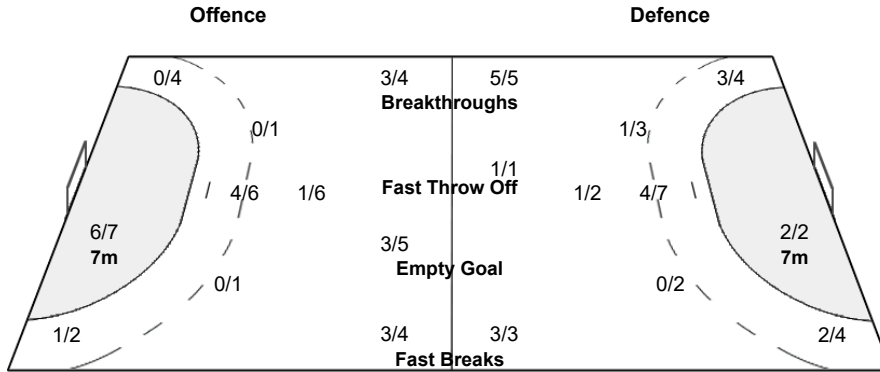 Offence Defence
0/4 3/4 5/5 3/4
Breakthroughs
0/1 1/3
1/1
4/6 1/6 Fast Throw Off 1/2 4/7
6/7 3/5 2/2
7m Empty Goal 7m
0/1 0/2
1/2 3/4 3/3 2/4
Fast Breaks